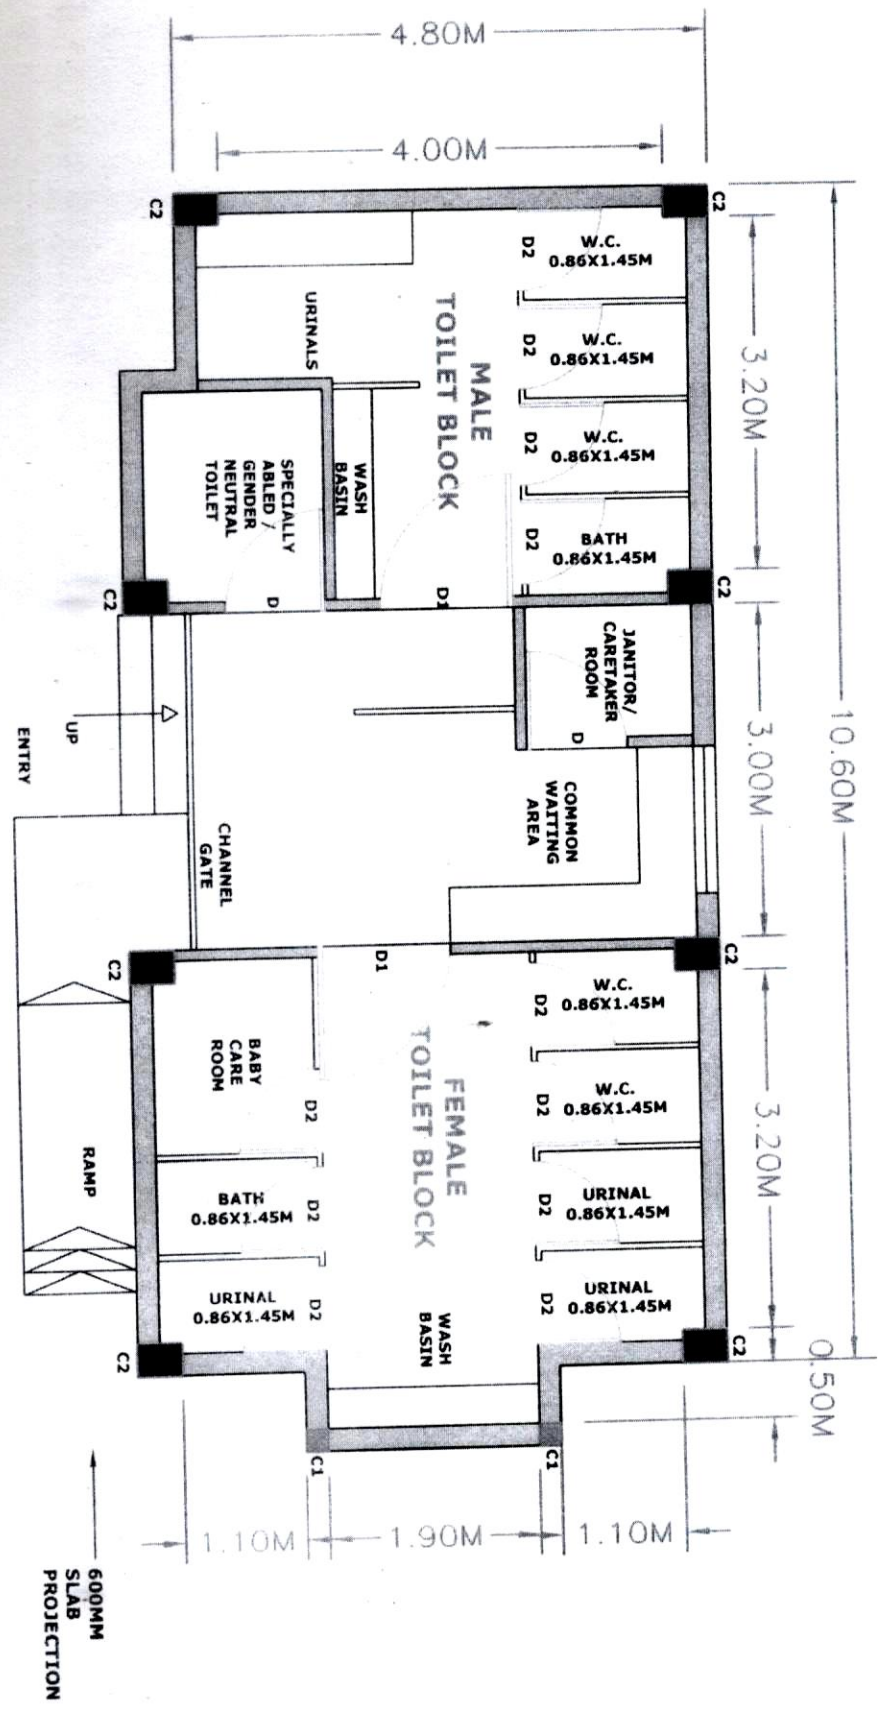 4.80M
4.00M
C2
C2
W.C.
0.86X1.45M
D2
W.C.
0.86X1.45M
D2
W.C.
0.86X1.45M
D2
BATH
0.86X1.45M
D2
3.20M
MALE
TOILET BLOCK
URINALS
WASH
BASIN
SPECIALLY
ABLED /
GENDER
NEUTRAL
TOILET
C2
D
D1
C2
JANITOR/
CARETAKER
ROOM
D
3.00M
10.60M
COMMON
WAITING
AREA
UP
ENTRY
CHANNEL
GATE
C2
D1
C2
W.C.
0.86X1.45M
D2
W.C.
0.86X1.45M
D2
URINAL
0.86X1.45M
D2
URINAL
0.86X1.45M
D2
3.20M
FEMALE
TOILET BLOCK
BABY
CARE
ROOM
D2
BATH
0.86X1.45M
D2
URINAL
0.86X1.45M
D2
RAMP
WASH
BASIN
C2
C2
0.50M
C1
C1
1.10M
1.90M
1.10M
600MM
SLAB
PROJECTION